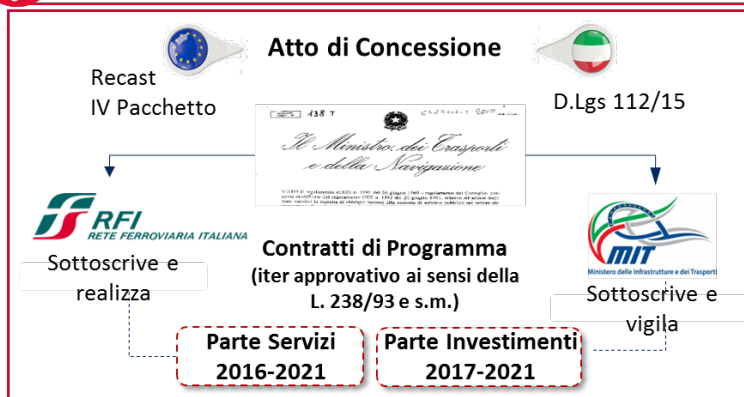 Atto di Concessione
Recast
IV Pacchetto
D.Lgs 112/15
138 T
Il Ministro dei Trasporti
e della Navigazione
RFI
RETE FERROVIARIA ITALIANA
Sottoscrive e
realizza
Contratti di Programma
(iter approvativo ai sensi della
L. 238/93 e s.m.)
MIT
Ministero delle Infrastrutture e dei Trasporti
Sottoscrive e
vigila
Parte Servizi
2016-2021
Parte Investimenti
2017-2021